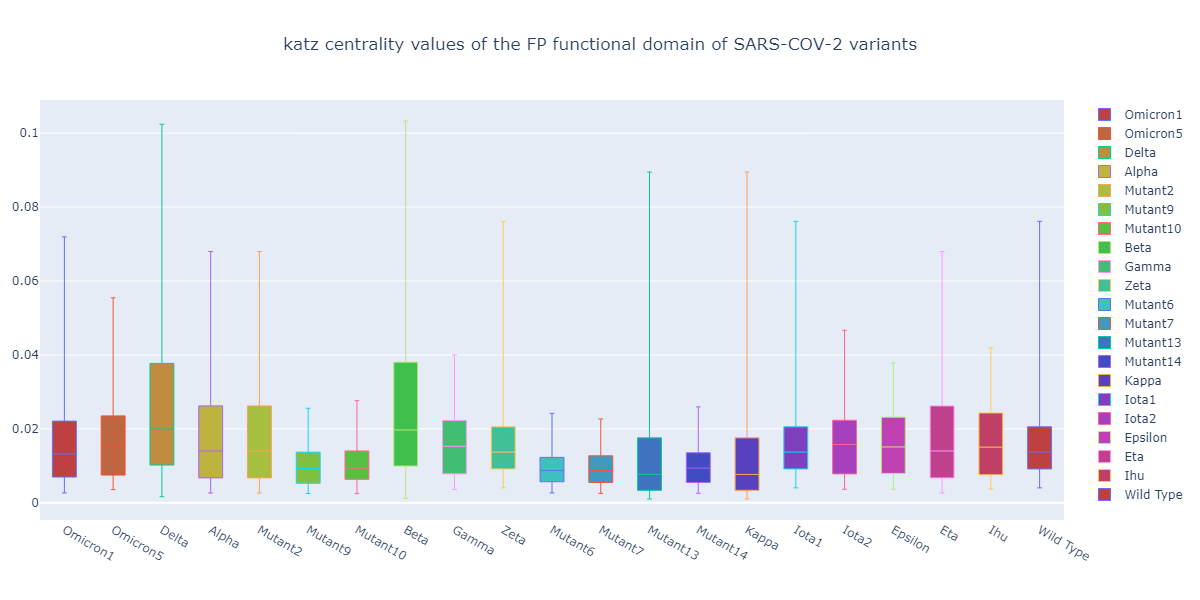 katz centrality values of the FP functional domain of SARS-COV-2 variants
0.1
0.08
0.06
0.04
0.02
0
Omicron1
Omicron5
Delta
Alpha
Mutant2
Mutant9
Mutant10
Beta
Gamma
Zeta
Mutant6
Mutant7
Mutant13
Mutant14
Kappa
Iota1
Iota2
Epsilon
Eta
Ihu
Wild Type
Omicron1
Omicron5
Delta
Alpha
Mutant2
Mutant9
Mutant10
Beta
Gamma
Zeta
Mutant6
Mutant7
Mutant13
Mutant14
Kappa
Iota1
Iota2
Epsilon
Eta
Ihu
Wild Type